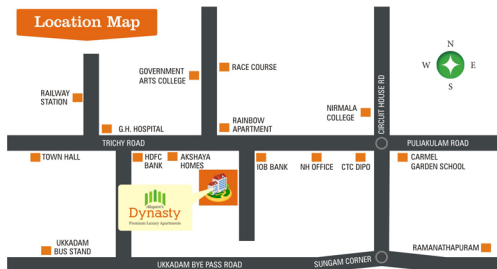 Location Map
N
W E
S
GOVERNMENT
ARTS COLLEGE
RACE COURSE
CIRCUIT HOUSE RD
RAILWAY
STATION
NIRMALA
COLLEGE
G.H. HOSPITAL
RAINBOW
APARTMENT
TRICHY ROAD
PULIAKULAM ROAD
TOWN HALL
HDFC
BANK
AKSHAYA
HOMES
IOB BANK
NH OFFICE
CTC DIPO
CARMEL
GARDEN SCHOOL
Dynasty
Premium Luxury Apartments
UKKADAM
BUS STAND
RAMANATHAPURAM
UKKADAM BYE PASS ROAD
SUNGAM CORNER